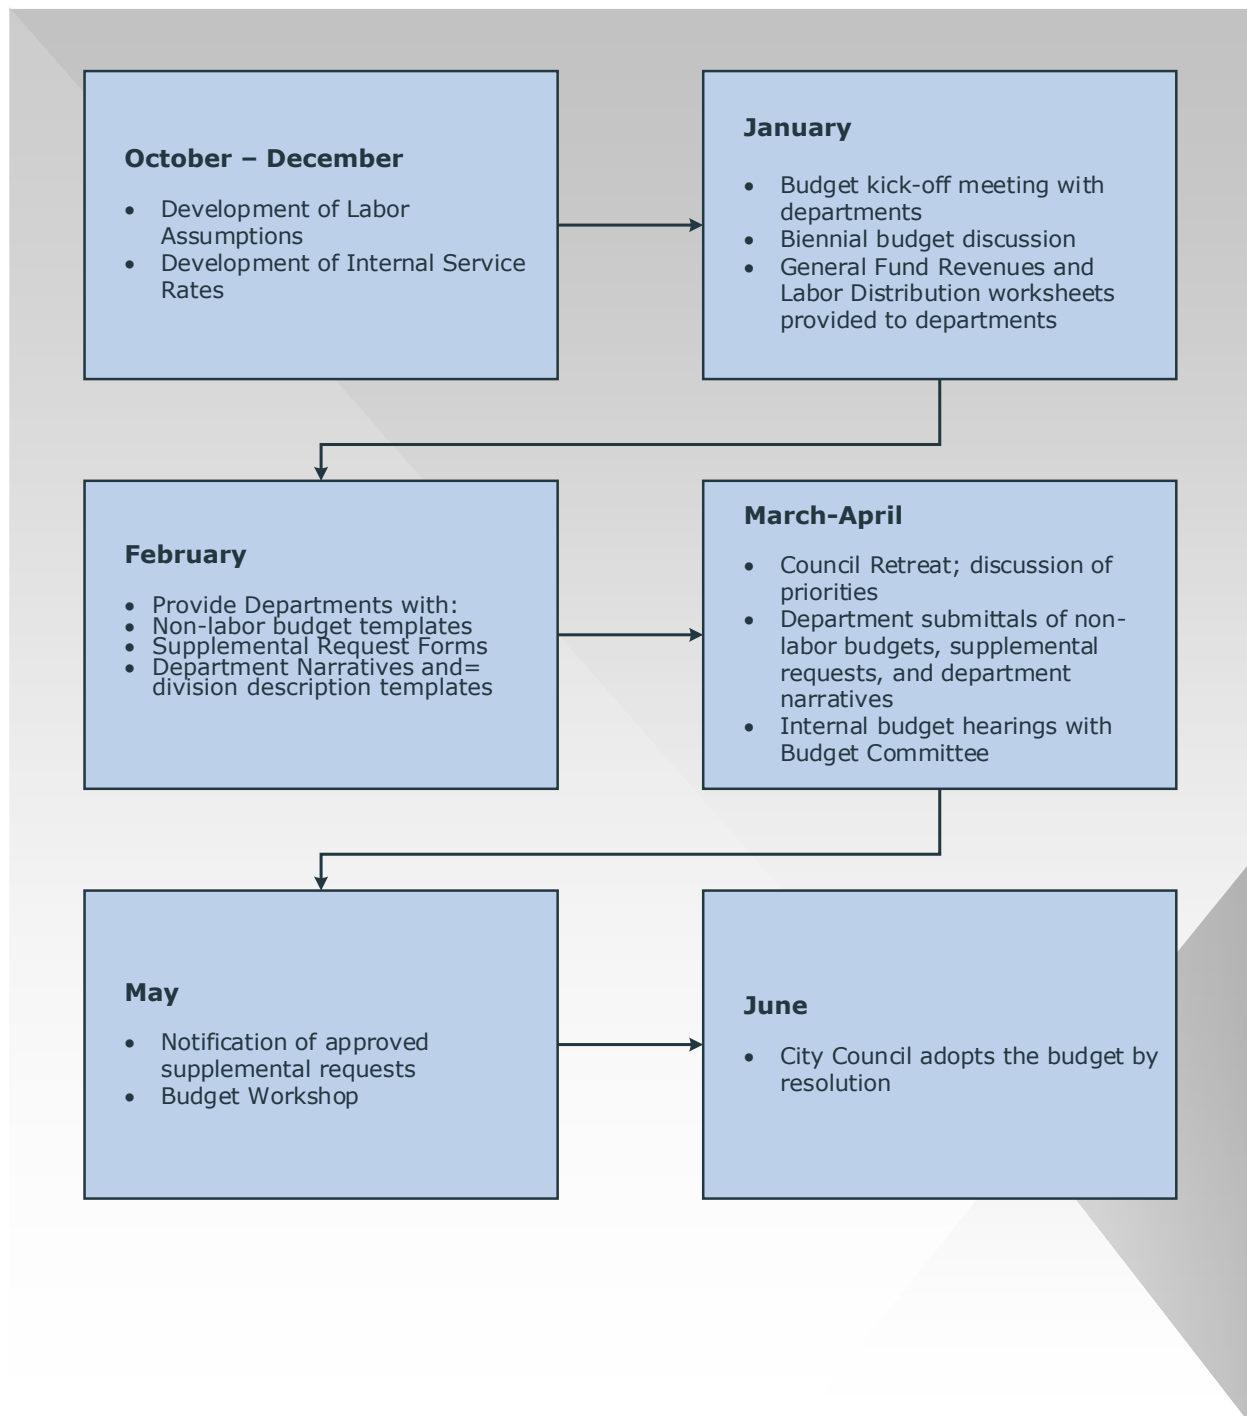 October – December
• Development of Labor
Assumptions
• Development of Internal Service
Rates
January
• Budget kick-off meeting with
departments
• Biennial budget discussion
• General Fund Revenues and
Labor Distribution worksheets
provided to departments
February
• Provide Departments with:
• Non-labor budget templates
• Supplemental Request Forms
• Department Narratives and=
division description templates
March-April
• Council Retreat; discussion of
priorities
• Department submittals of non-
labor budgets, supplemental
requests, and department
narratives
• Internal budget hearings with
Budget Committee
May
• Notification of approved
supplemental requests
• Budget Workshop
June
• City Council adopts the budget by
resolution